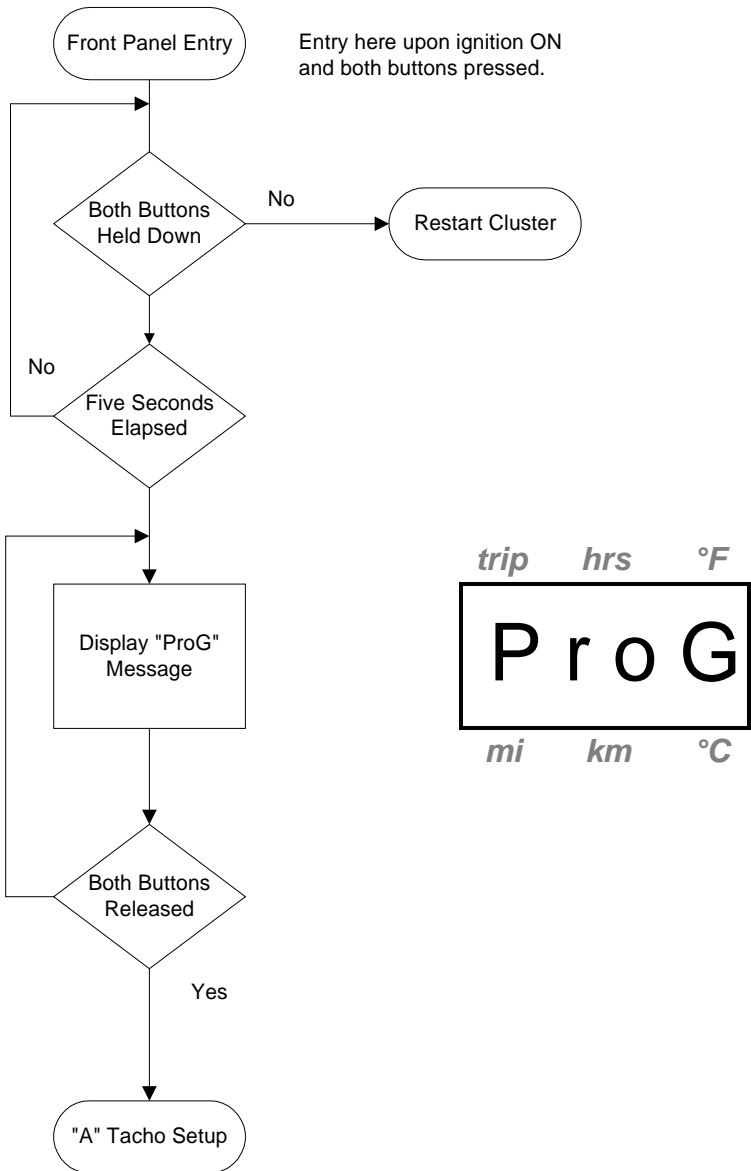 Front Panel Entry
Entry here upon ignition ON
and both buttons pressed.
Both Buttons
Held Down
No
Restart Cluster
No
Five Seconds
Elapsed
Display "ProG"
Message
trip hrs °F
P r o G
mi km °C
Both Buttons
Released
Yes
"A" Tacho Setup